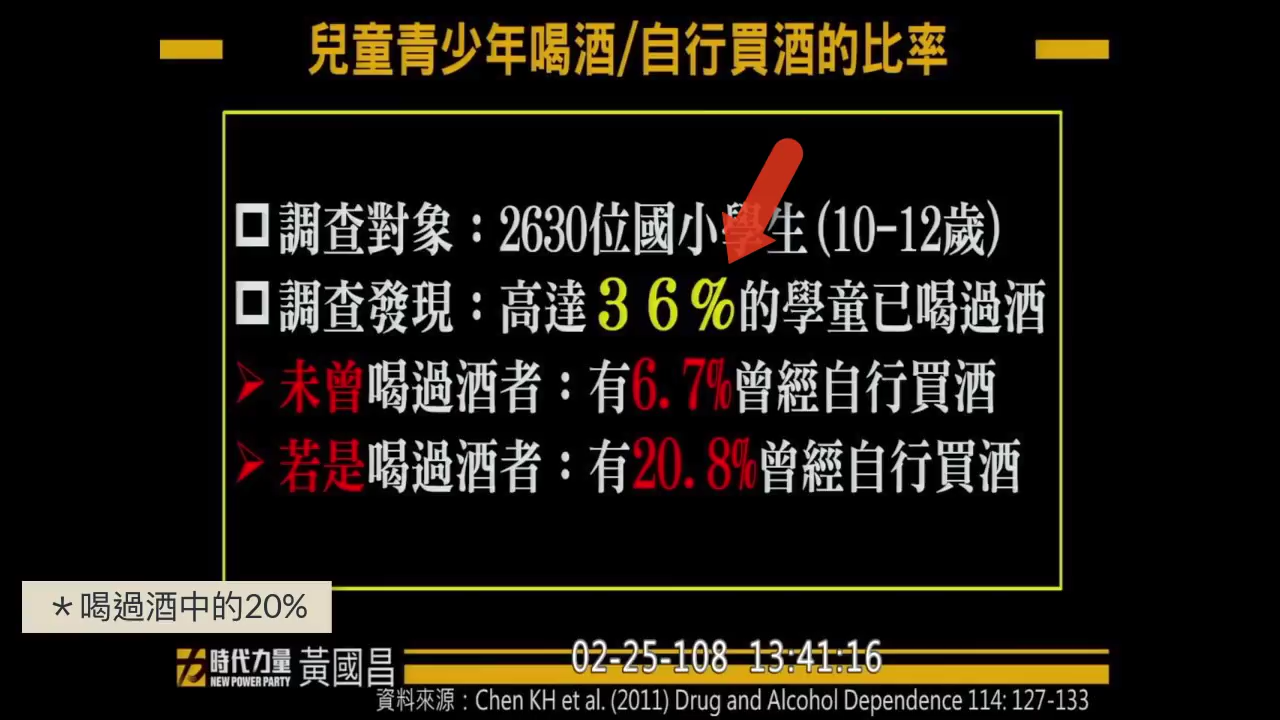 兒童青少年喝酒/自行買酒的比率
調查對象：2630位國小學生(10-12歲)
調查發現：高達36%的學童已喝過酒
未曾喝過酒者：有6.7%曾經自行買酒
若是喝過酒者：有20.8%曾經自行買酒
＊喝過酒中的20%
時代力量 黃國昌
NEW POWER PARTY
02-25-108 13:41:16
資料來源：Chen KH et al. (2011) Drug and Alcohol Dependence 114: 127-133